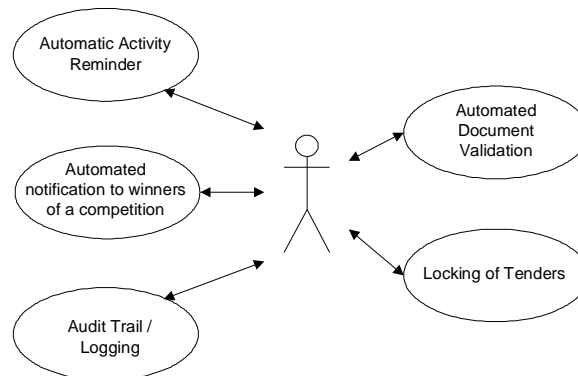 Automatic Activity
Reminder
Automated
notification to winners
of a competition
Audit Trail /
Logging
Automated
Document
Validation
Locking of Tenders